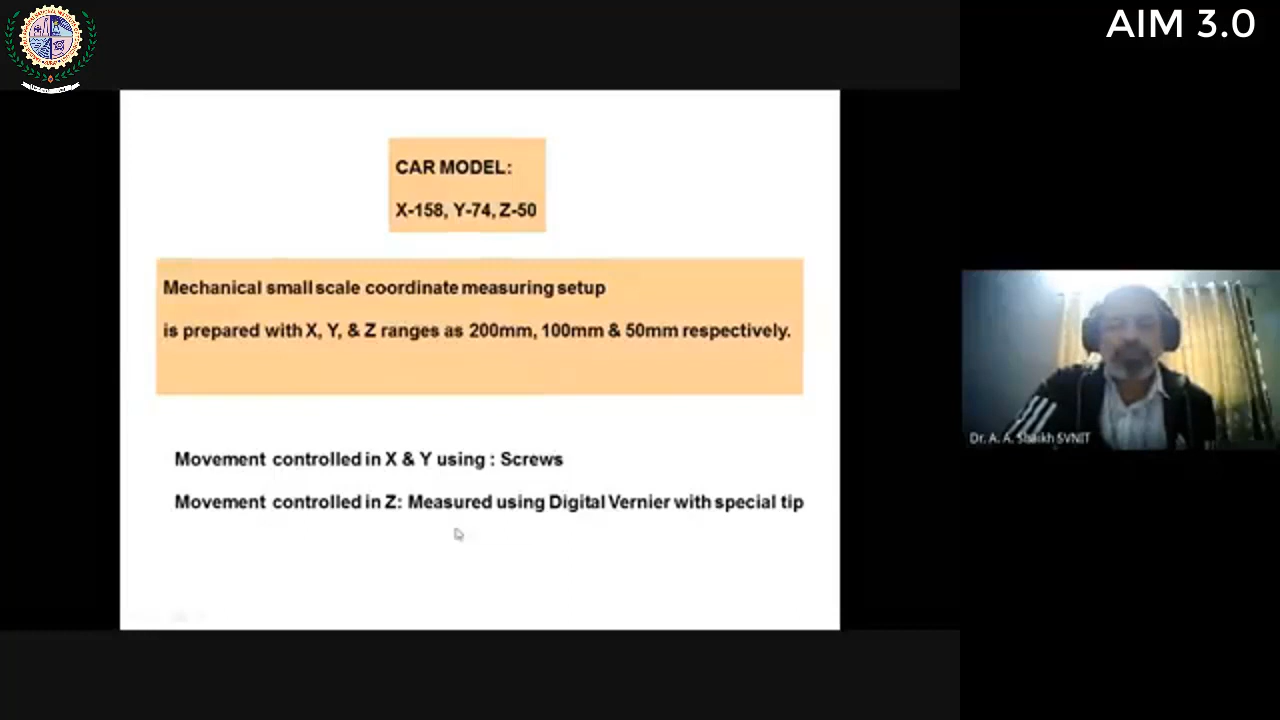 AIM 3.0
CAR MODEL:
X-158, Y-74, Z-50
Mechanical small scale coordinate measuring setup
is prepared with X, Y, & Z ranges as 200mm, 100mm & 50mm respectively.
Movement controlled in X & Y using : Screws
Movement controlled in Z: Measured using Digital Vernier with special tip
Dr. A. A. Shaikh SVNIT